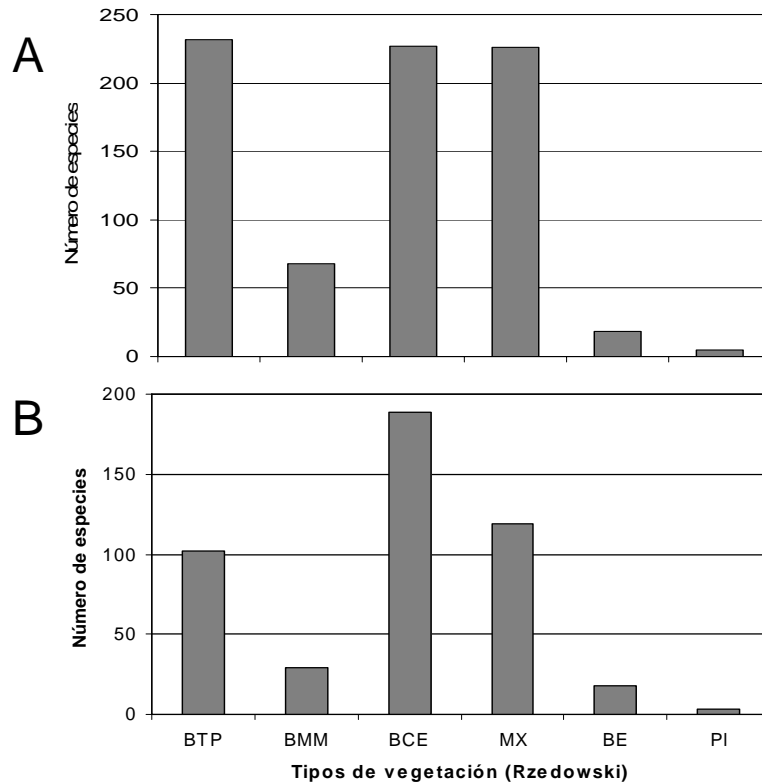 A
Número de especies
250
200
150
100
50
0
B
Número de especies
200
150
100
50
0
BTP BMM BCE MX BE PI
Tipos de vegetación (Rzedowski)